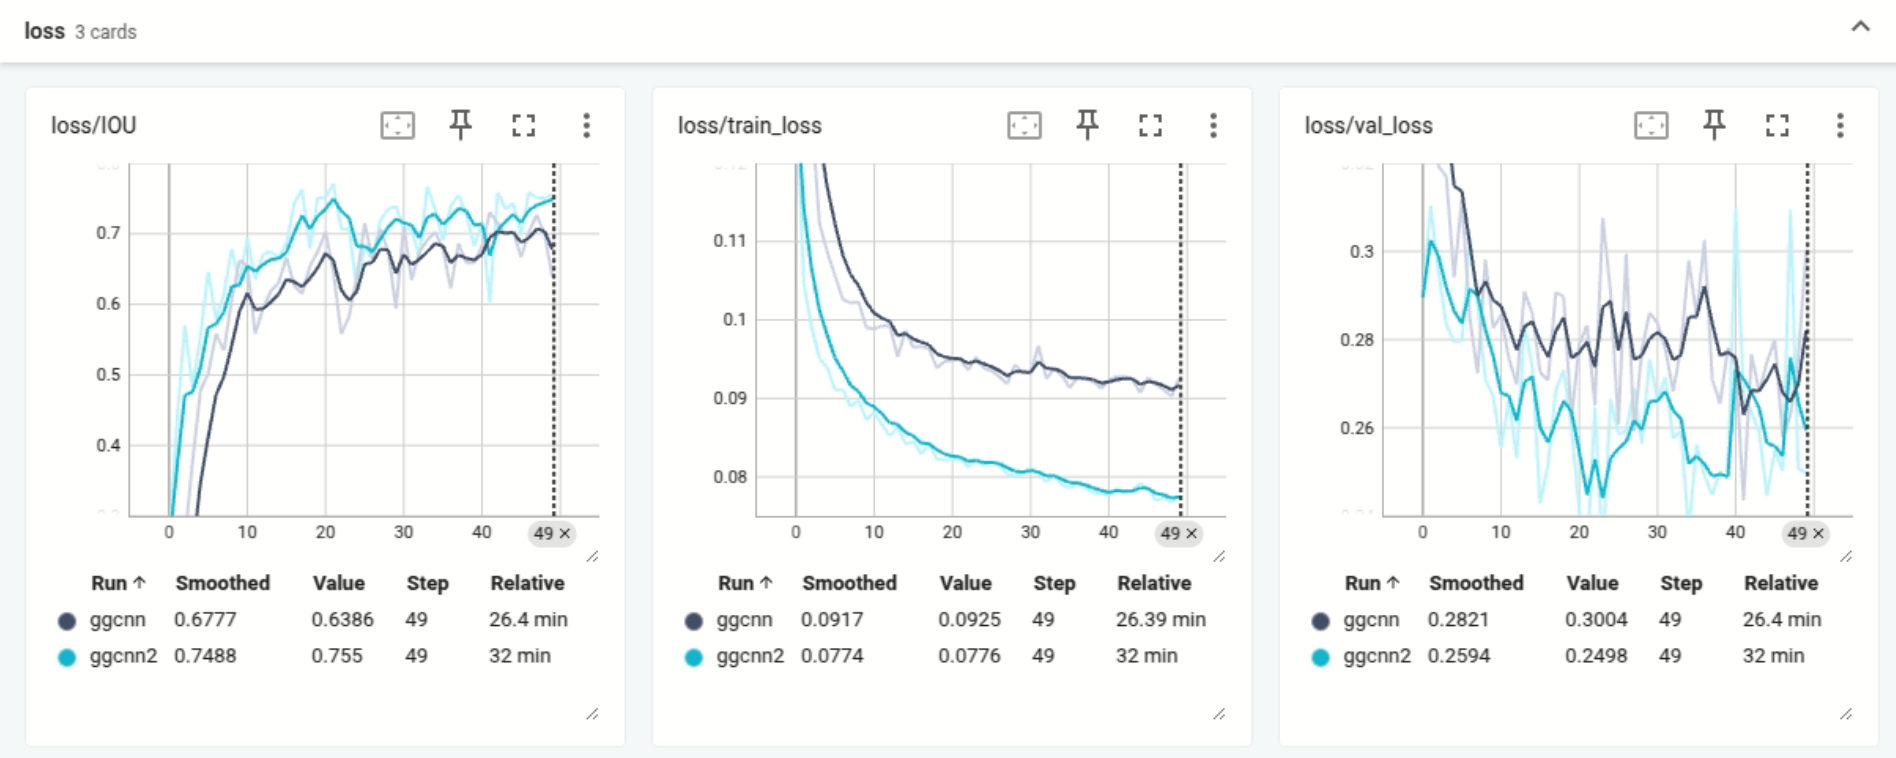 loss 3 cards
loss/IOU
0.7
0.6
0.5
0.4
0 10 20 30 40 49 ×
Run ↑ Smoothed Value Step Relative
ggcnn 0.6777 0.6386 49 26.4 min
ggcnn2 0.7488 0.755 49 32 min
loss/train_loss
0.12
0.11
0.1
0.09
0.08
0 10 20 30 40 49 ×
Run ↑ Smoothed Value Step Relative
ggcnn 0.0917 0.0925 49 26.39 min
ggcnn2 0.0774 0.0776 49 32 min
loss/val_loss
0.3
0.28
0.26
0 10 20 30 40 49 ×
Run ↑ Smoothed Value Step Relative
ggcnn 0.2821 0.3004 49 26.4 min
ggcnn2 0.2594 0.2498 49 32 min